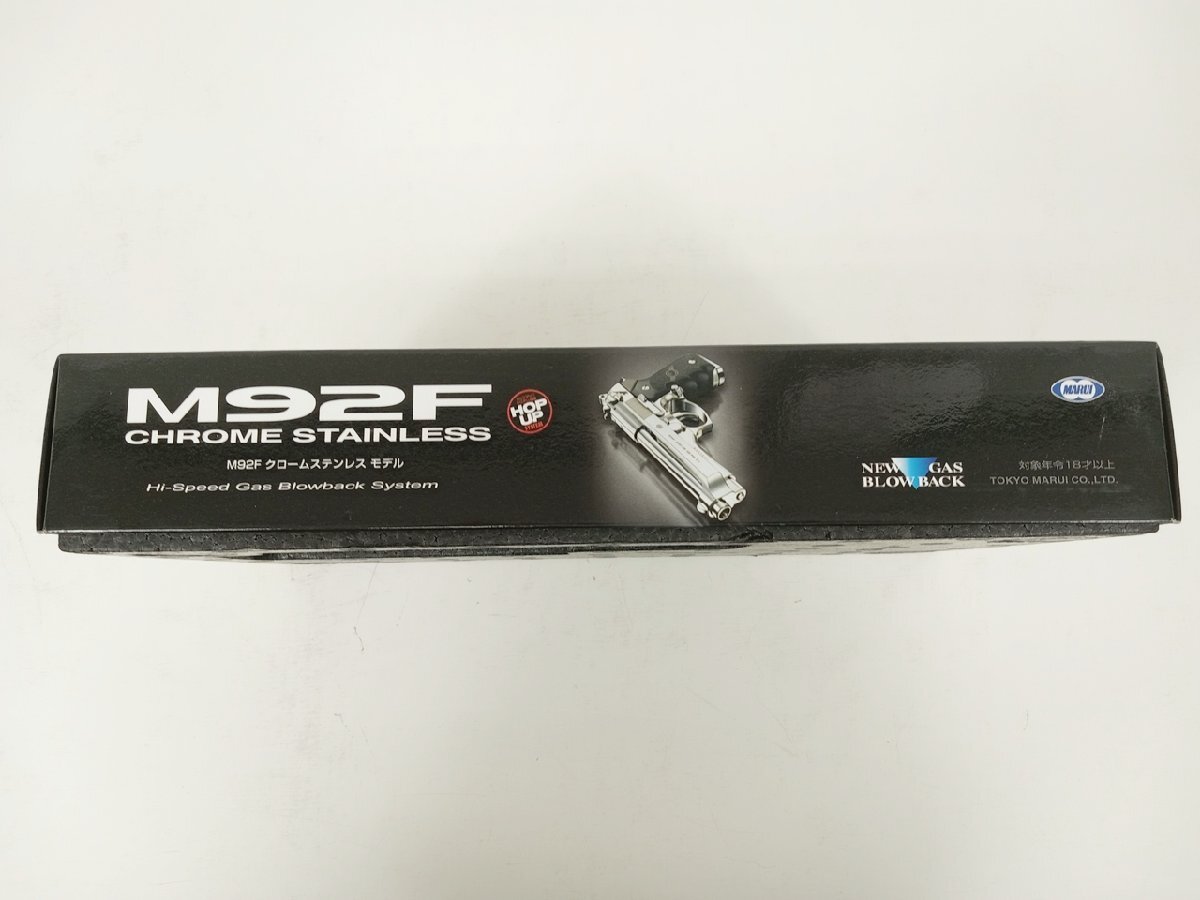 M92F
CHROME STAINLESS
M92F クロームステンレス モデル
Hi-Speed Gas Blowback System
HOP
UP
SYSTEM
MARUI
NEW GAS
BLOW BACK
対象年令18才以上
TOKYO MARUI CO.,LTD.